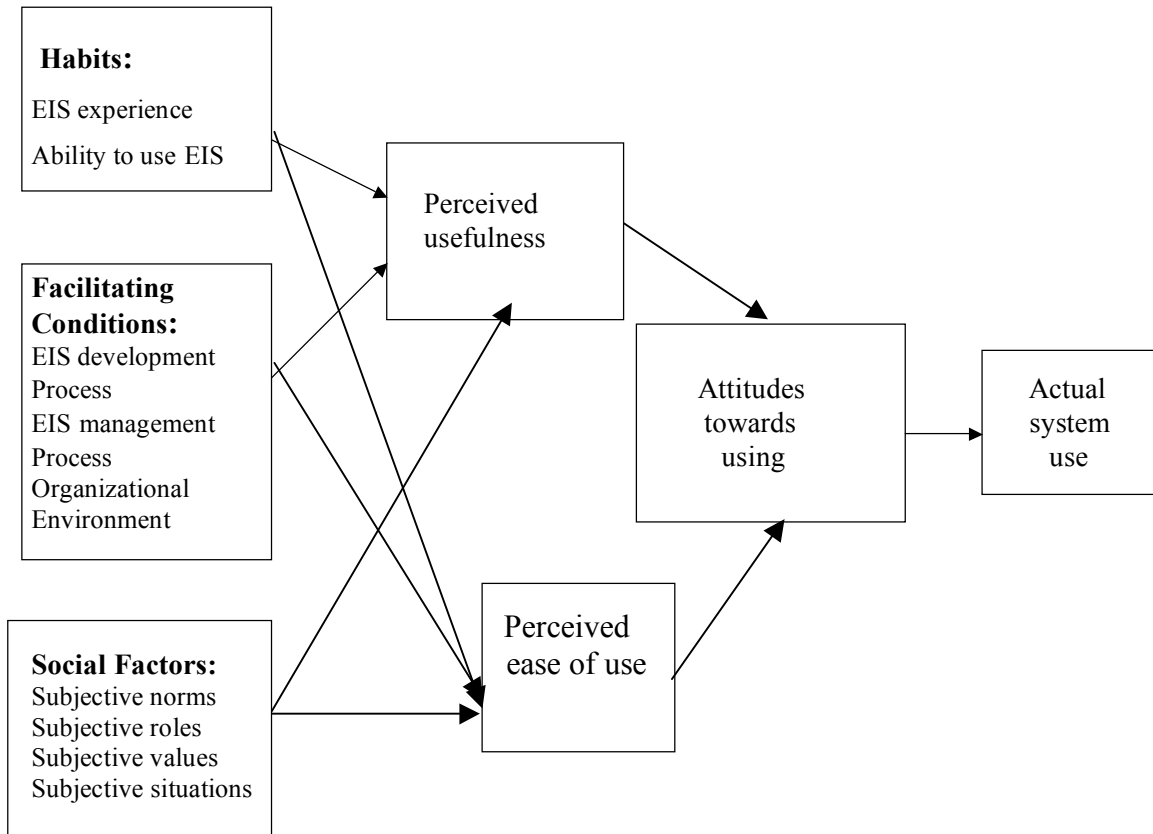 Habits:
EIS experience
Ability to use EIS
Perceived
usefulness
Facilitating
Conditions:
EIS development
Process
EIS management
Process
Organizational
Environment
Attitudes
towards
using
Actual
system
use
Perceived
ease of use
Social Factors:
Subjective norms
Subjective roles
Subjective values
Subjective situations